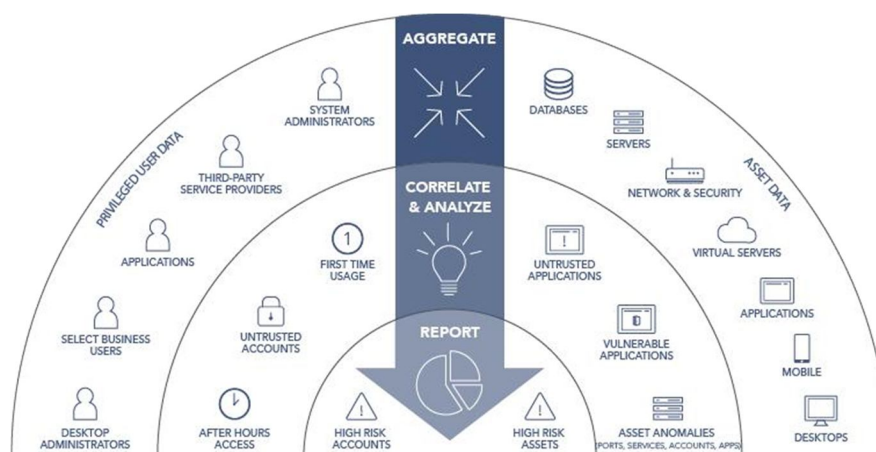 AGGREGATE
PRIVILEGED USER DATA
SYSTEM
ADMINISTRATORS
THIRD-PARTY
SERVICE PROVIDERS
APPLICATIONS
SELECT BUSINESS
USERS
DESKTOP
ADMINISTRATORS
DATABASES
SERVERS
NETWORK & SECURITY
ASSET DATA
VIRTUAL SERVERS
APPLICATIONS
MOBILE
DESKTOPS
CORRELATE
& ANALYZE
1
FIRST TIME
USAGE
UNTRUSTED
ACCOUNTS
AFTER HOURS
ACCESS
!
UNTRUSTED
APPLICATIONS
VULNERABLE
APPLICATIONS
ASSET ANOMALIES
(PORTS, SERVICES, ACCOUNTS, APPS)
REPORT
!
HIGH RISK
ACCOUNTS
!
HIGH RISK
ASSETS